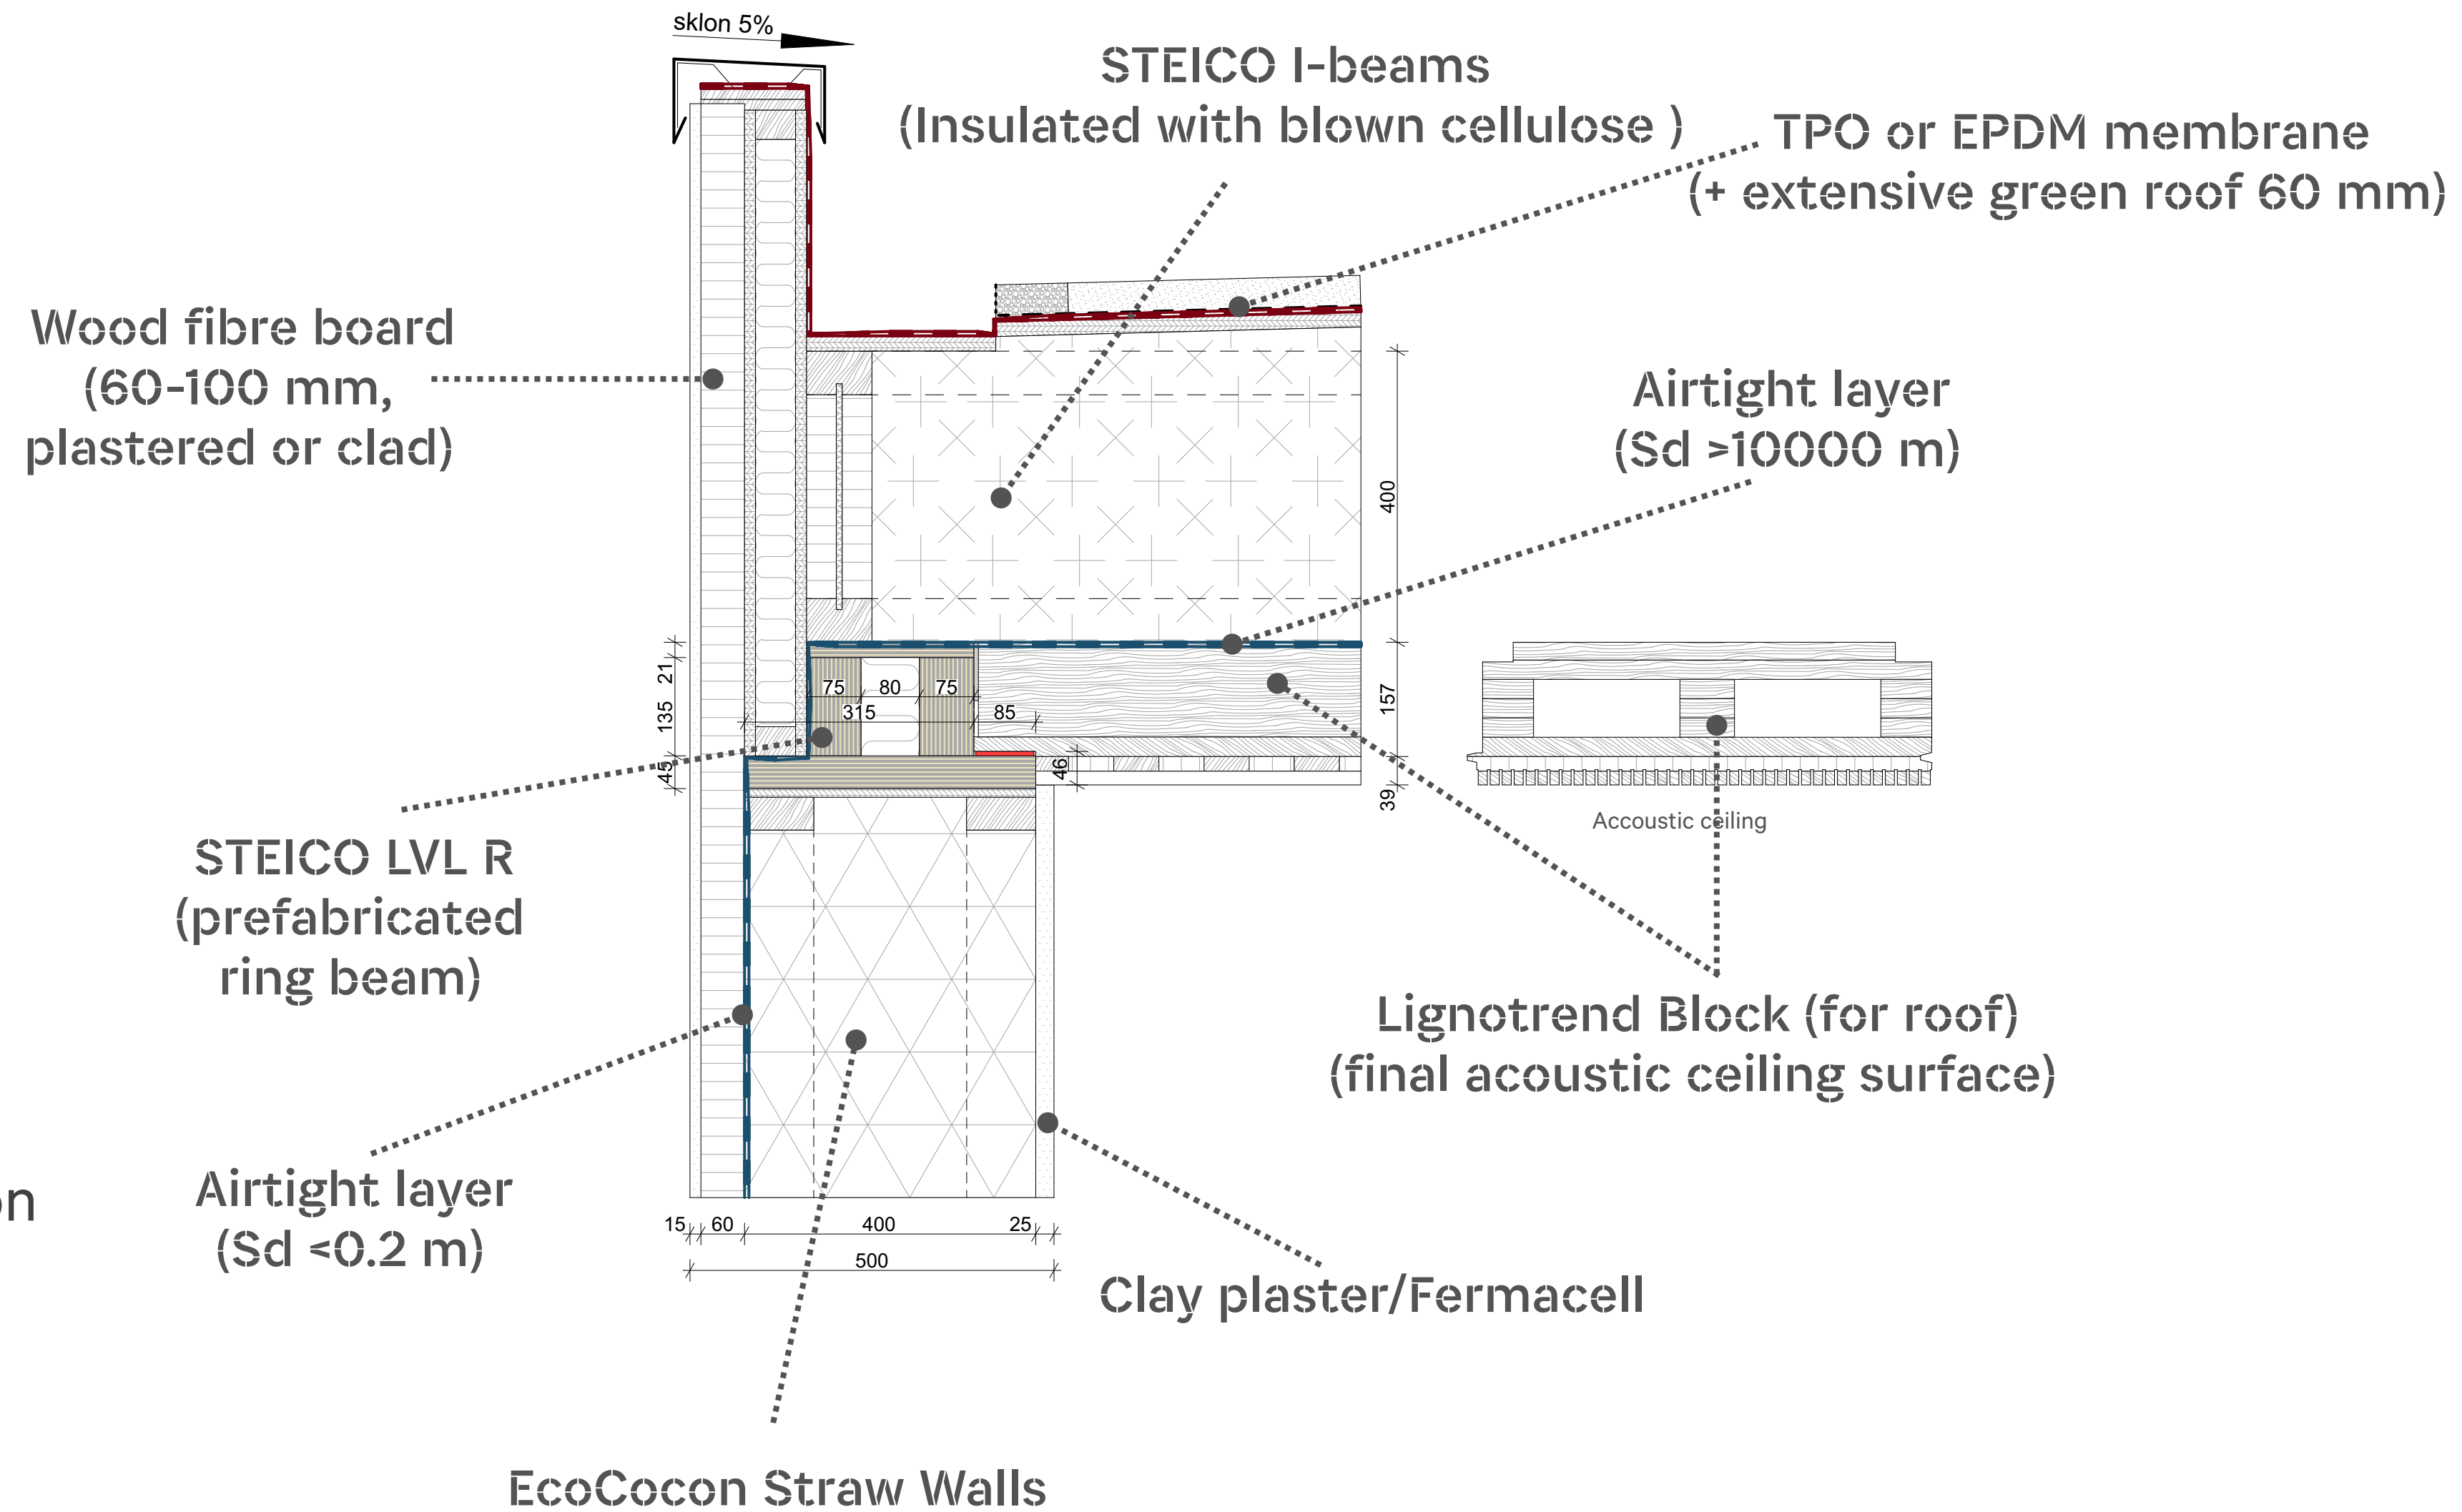 sklon 5%
STEICO I-beams
(Insulated with blown cellulose )
TPO or EPDM membrane
(+ extensive green roof 60 mm)
Wood fibre board
(60-100 mm,
plastered or clad)
Airtight layer
(Sd >10000 m)
400
21
135
45
75 80 75
315 85
46
157
39
Accoustic ceiling
STEICO LVL R
(prefabricated
ring beam)
Lignotrend Block (for roof)
(final acoustic ceiling surface)
Airtight layer
(Sd <0.2 m)
15 60 400 25
500
Clay plaster/Fermacell
EcoCocon Straw Walls